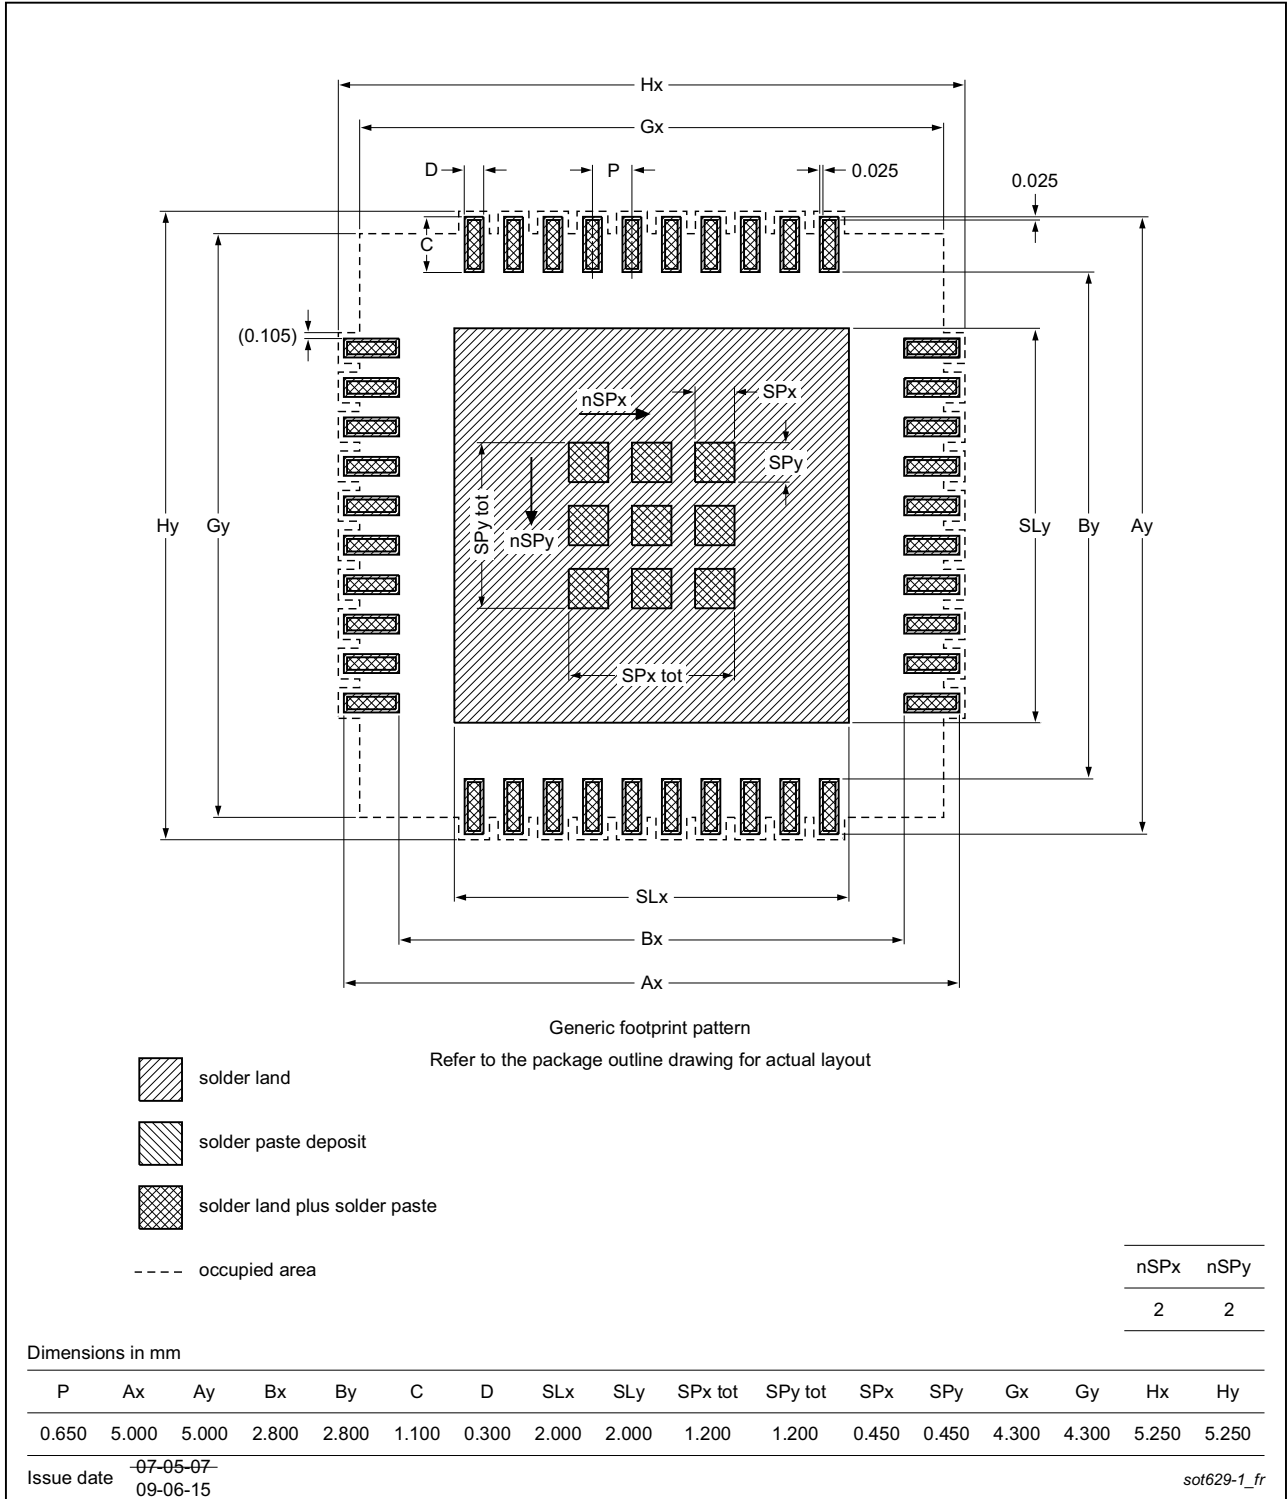 Hx
Gx
D P 0.025
0.025
C
(0.105)
nSPx SPx
SPy
SPy tot
nSPy
Hy Gy SLy By Ay
SPx tot
SLx
Bx
Ax
Generic footprint pattern
Refer to the package outline drawing for actual layout
solder land
solder paste deposit
solder land plus solder paste
occupied area
nSPx nSPy
2 2
Dimensions in mm
P Ax Ay Bx By C D SLx SLy SPx tot SPy tot SPx SPy Gx Gy Hx Hy
0.650 5.000 5.000 2.800 2.800 1.100 0.300 2.000 2.000 1.200 1.200 0.450 0.450 4.300 4.300 5.250 5.250
Issue date 07-05-07
09-06-15
sot629-1_fr